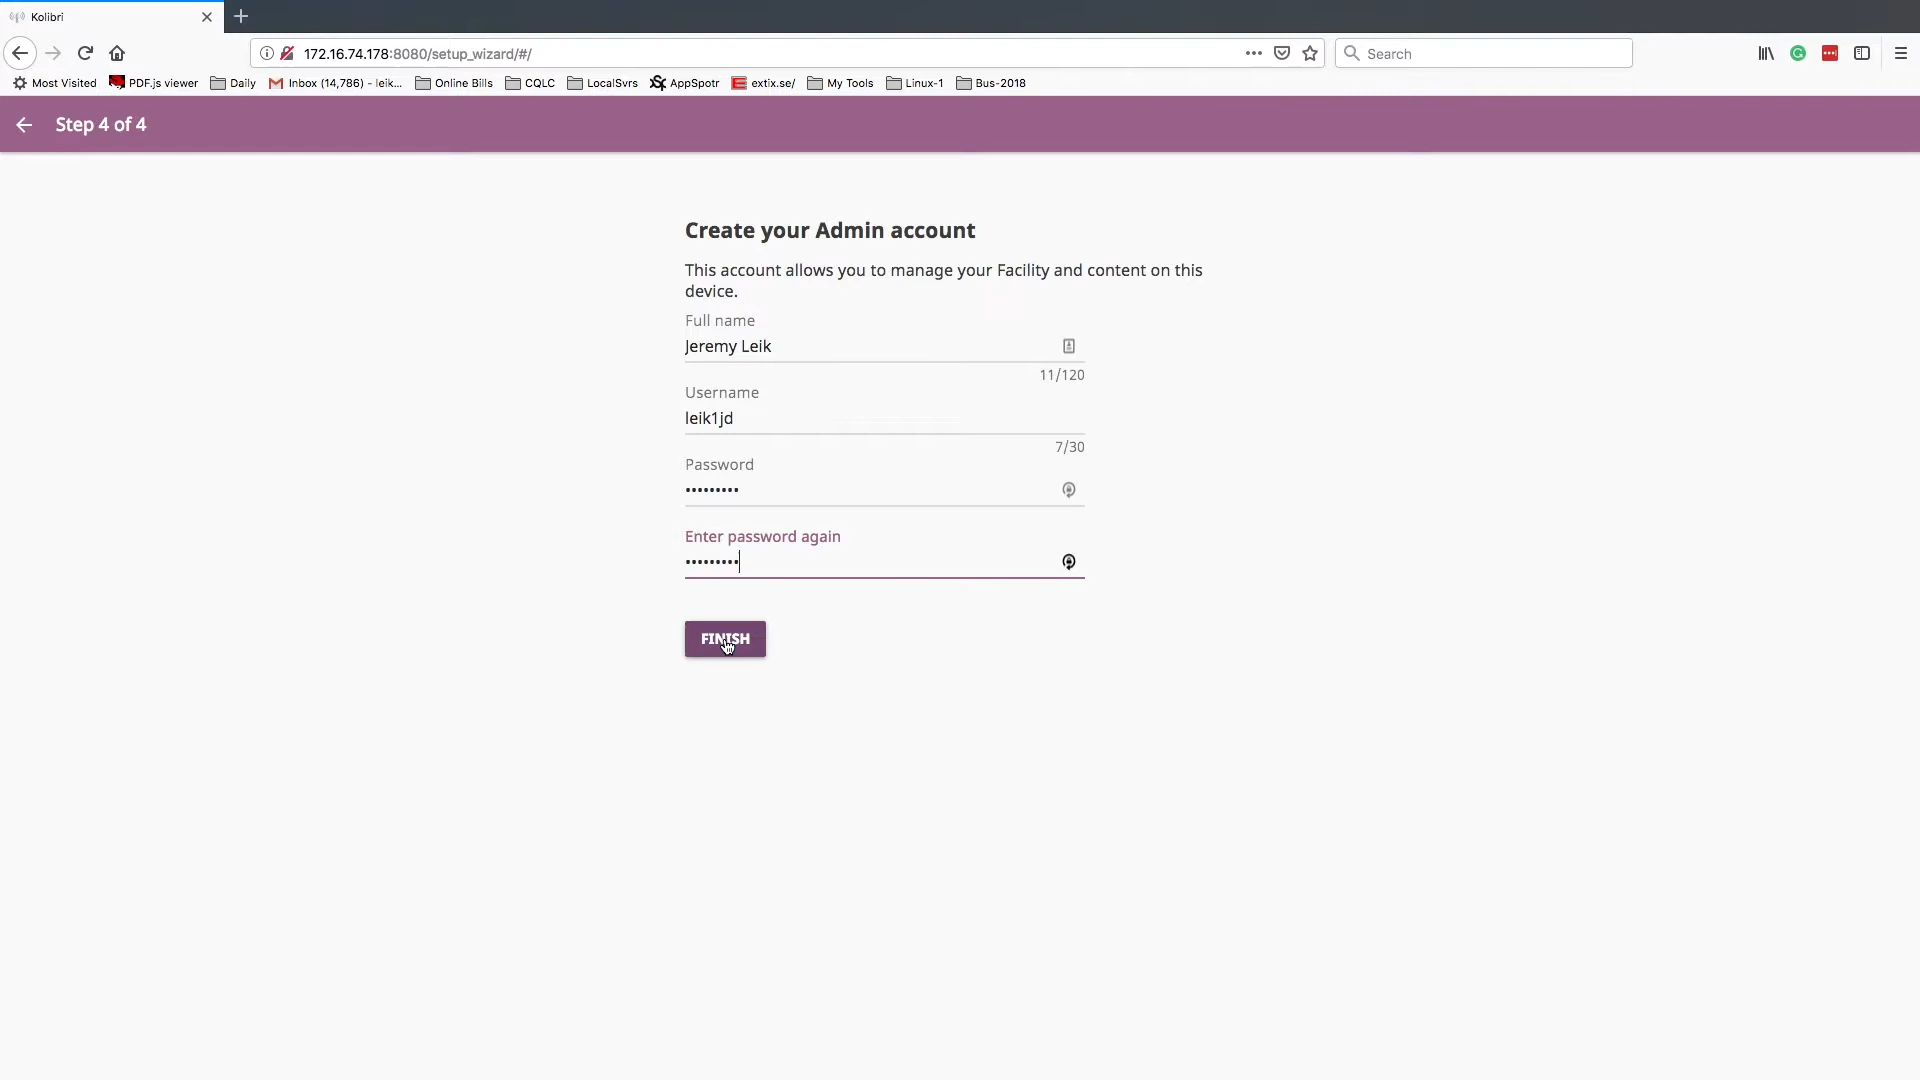 Kolibri
172.16.74.178:8080/setup_wizard/#/
Search
Most Visited PDF.js viewer Daily Inbox (14,786) - leik... Online Bills CQLC LocalSvrs AppSpotr extix.se/ My Tools Linux-1 Bus-2018
Step 4 of 4
Create your Admin account
This account allows you to manage your Facility and content on this
device.
Full name
Jeremy Leik
11/120
Username
leik1jd
7/30
Password
•••••••••
Enter password again
•••••••••
FINISH